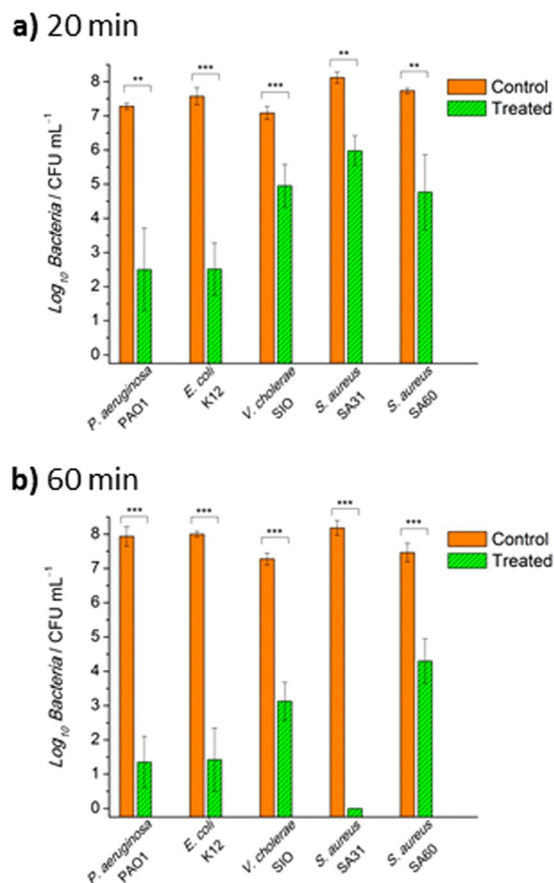 a) 20 min
Log10 Bacteria / CFU mL−1
8
7
6
5
4
3
2
1
0
**
***
***
**
**
Control
Treated
P. aeruginosa
PAO1
E. coli
K12
V. cholerae
SIO
S. aureus
SA31
S. aureus
SA60
b) 60 min
Log10 Bacteria / CFU mL−1
8
7
6
5
4
3
2
1
0
***
***
***
***
***
Control
Treated
P. aeruginosa
PAO1
E. coli
K12
V. cholerae
SIO
S. aureus
SA31
S. aureus
SA60